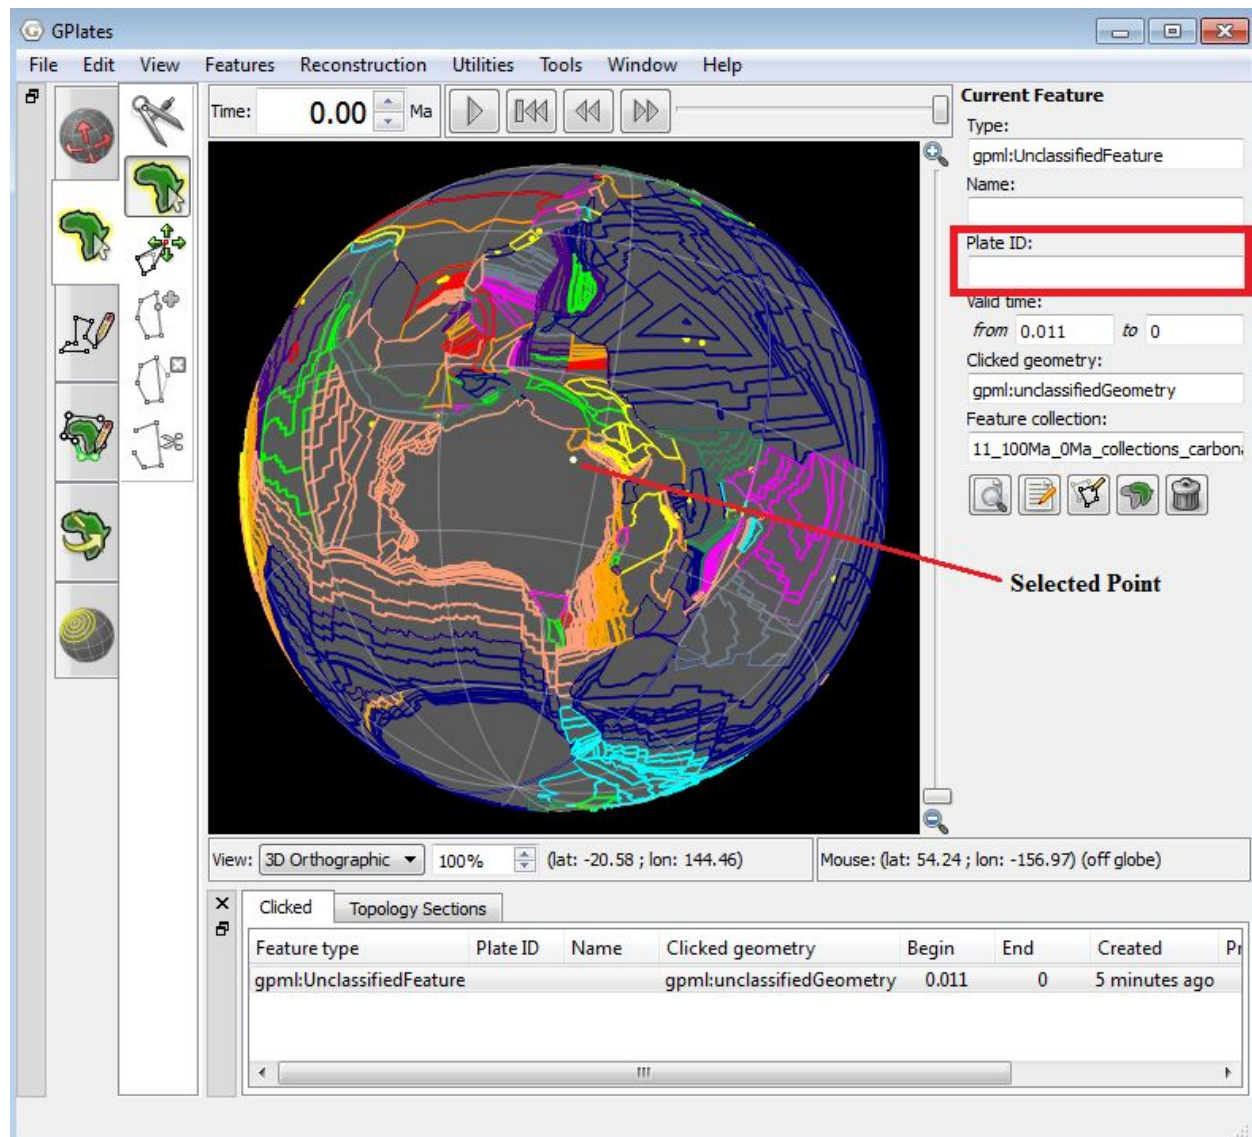 GPlates
File Edit View Features Reconstruction Utilities Tools Window Help
Time: 0.00 Ma
Current Feature
Type:
gpml:UnclassifiedFeature
Name:
Plate ID:
Valid time:
from 0.011 to 0
Clicked geometry:
gpml:unclassifiedGeometry
Feature collection:
11_100Ma_0Ma_collections_carbona
Selected Point
View: 3D Orthographic 100% (lat: -20.58 ; lon: 144.46) Mouse: (lat: 54.24 ; lon: -156.97) (off globe)
Clicked Topology Sections
Feature type Plate ID Name Clicked geometry Begin End Created Pr
gpml:UnclassifiedFeature gpml:unclassifiedGeometry 0.011 0 5 minutes ago